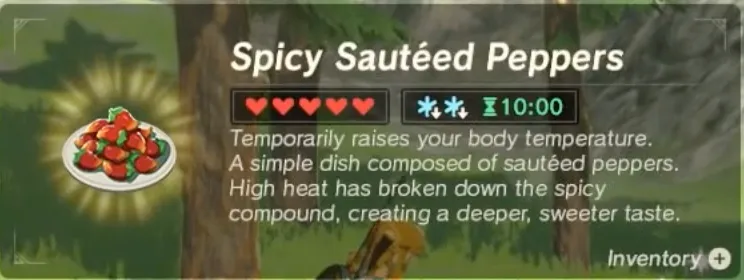 Spicy Sautéed Peppers
10:00
Temporarily raises your body temperature.
A simple dish composed of sautéed peppers.
High heat has broken down the spicy
compound, creating a deeper, sweeter taste.
Inventory